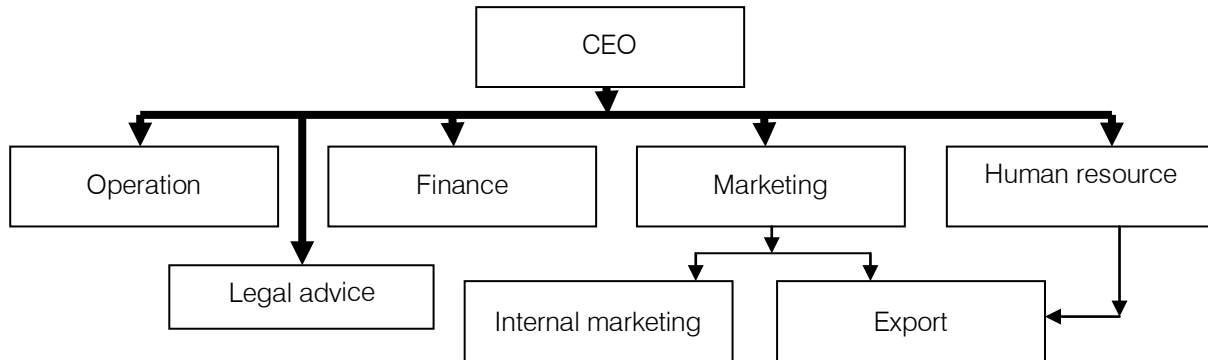 CEO
Operation
Finance
Marketing
Human resource
Legal advice
Internal marketing
Export